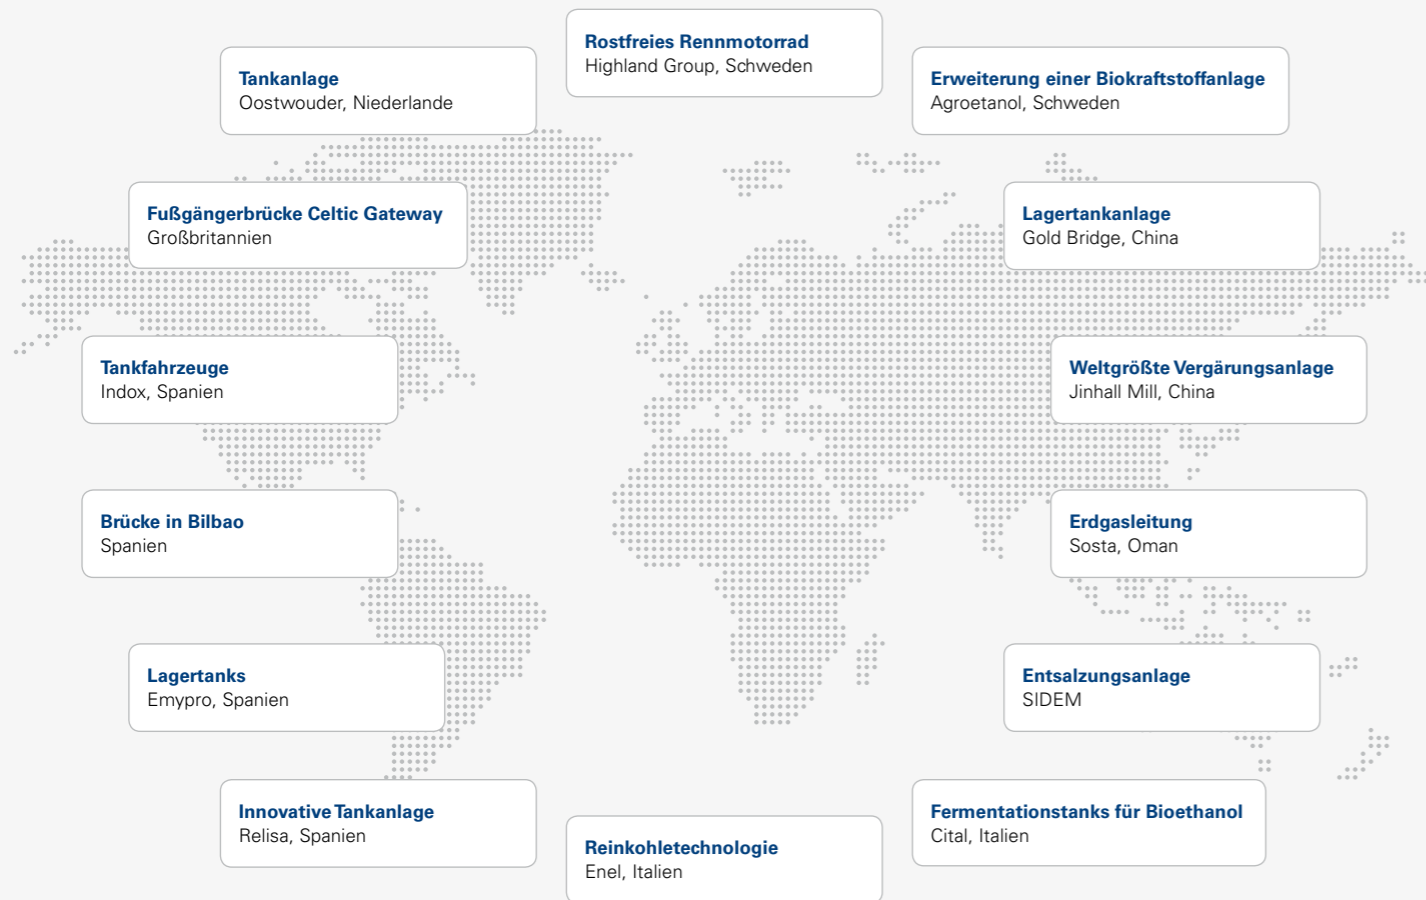 Rostfreies Rennmotorrad
Highland Group, Schweden
Tankanlage
Oostwouder, Niederlande
Erweiterung einer Biokraftstoffanlage
Agroetanol, Schweden
Fußgängerbrücke Celtic Gateway
Großbritannien
Lagertankanlage
Gold Bridge, China
Tankfahrzeuge
Indox, Spanien
Weltgrößte Vergärungsanlage
Jinhall Mill, China
Brücke in Bilbao
Spanien
Erdgasleitung
Sosta, Oman
Lagertanks
Emypro, Spanien
Entsalzungsanlage
SIDEM
Innovative Tankanlage
Relisa, Spanien
Fermentationstanks für Bioethanol
Cital, Italien
Reinkohletechnologie
Enel, Italien